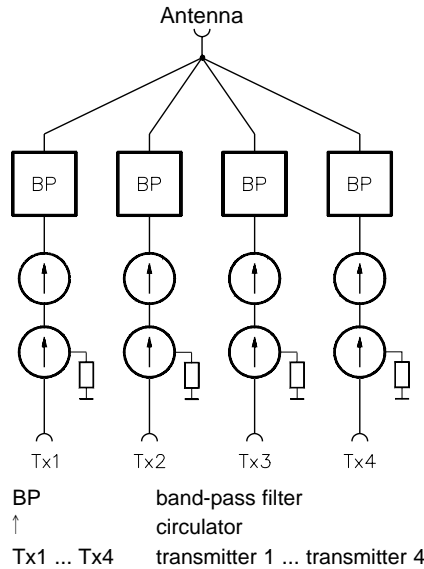 Antenna
BP BP BP BP
Tx1 Tx2 Tx3 Tx4
BP band-pass filter
↑ circulator
Tx1 ... Tx4 transmitter 1 ... transmitter 4